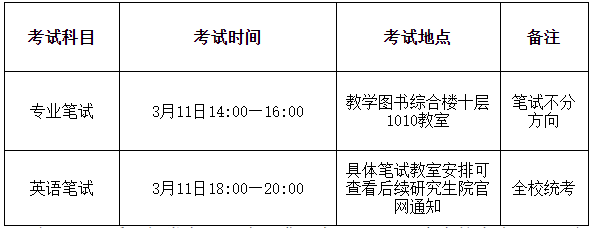 考试科目 考试时间 考试地点 备注
专业笔试 3月11日14:00—16:00 教学图书综合楼十层1010教室 笔试不分方向
英语笔试 3月11日18:00—20:00 具体笔试教室安排可查看后续研究生院官网通知 全校统考